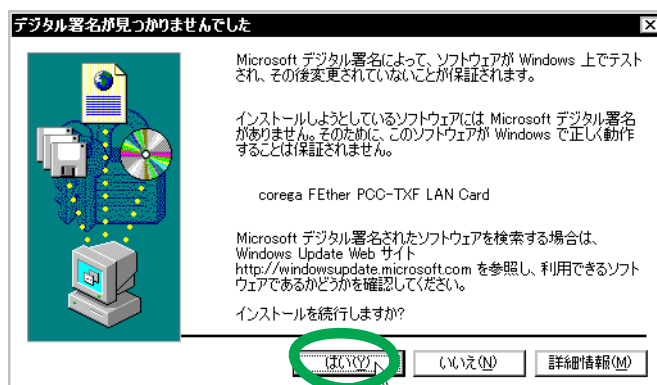 デジタル署名が見つかりませんでした
Microsoft デジタル署名によって、ソフトウェアが Windows 上でテスト
され、その後変更されていないことが保証されます。
インストールしようとしているソフトウェアには Microsoft デジタル署名
がありません。そのために、このソフトウェアが Windows で正しく動作
することは保証されません。
corega FEther PCC-TXF LAN Card
Microsoft デジタル署名されたソフトウェアを検索する場合は、
Windows Update Web サイト
http://windowsupdate.microsoft.com を参照し、利用できるソフト
ウェアであるかどうかを確認してください。
インストールを続行しますか?
はい(Y) いいえ(N) 詳細情報(M)